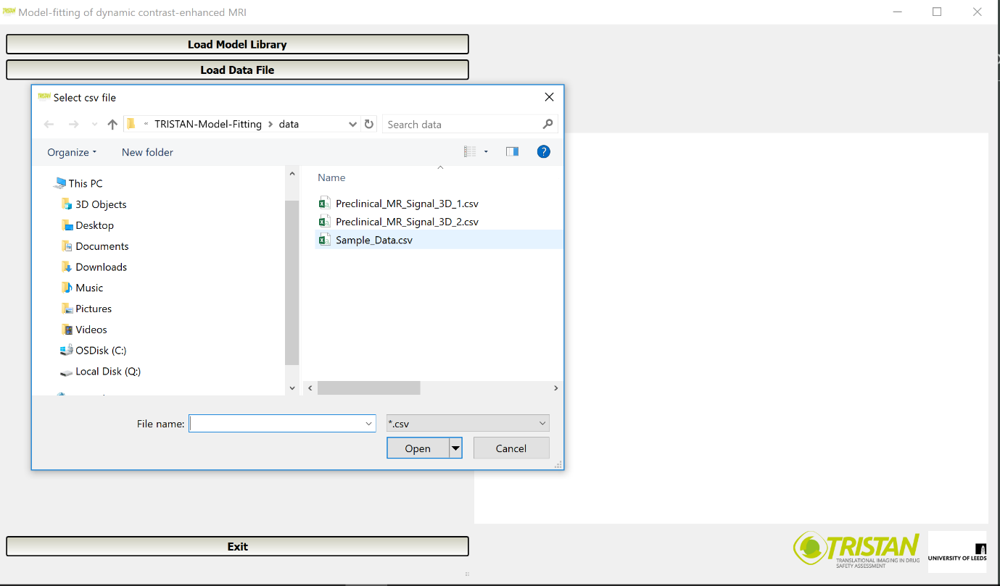 TRISTAN Model-fitting of dynamic contrast-enhanced MRI
Load Model Library
Load Data File
TRISTAN Select csv file
« TRISTAN-Model-Fitting > data
Search data
Organize
New folder
?
This PC
3D Objects
Desktop
Documents
Downloads
Music
Pictures
Videos
OSDisk (C:)
Local Disk (Q:)
Name
Preclinical_MR_Signal_3D_1.csv
Preclinical_MR_Signal_3D_2.csv
Sample_Data.csv
File name:
*.csv
Open
Cancel
Exit
TRISTAN
TRANSLATIONAL IMAGING IN DRUG
SAFETY ASSESSMENT
UNIVERSITY OF LEEDS